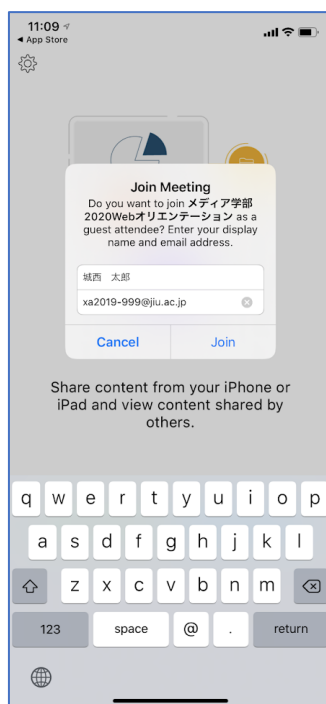 11:09
◀ App Store
Join Meeting
Do you want to join メディア学部
2020Webオリエンテーション as a
guest attendee? Enter your display
name and email address.
城西　太郎
xa2019-999@jiu.ac.jp
Cancel Join
Share content from your iPhone or
iPad and view content shared by
others.
q w e r t y u i o p
a s d f g h j k l
z x c v b n m
123 space @ . return